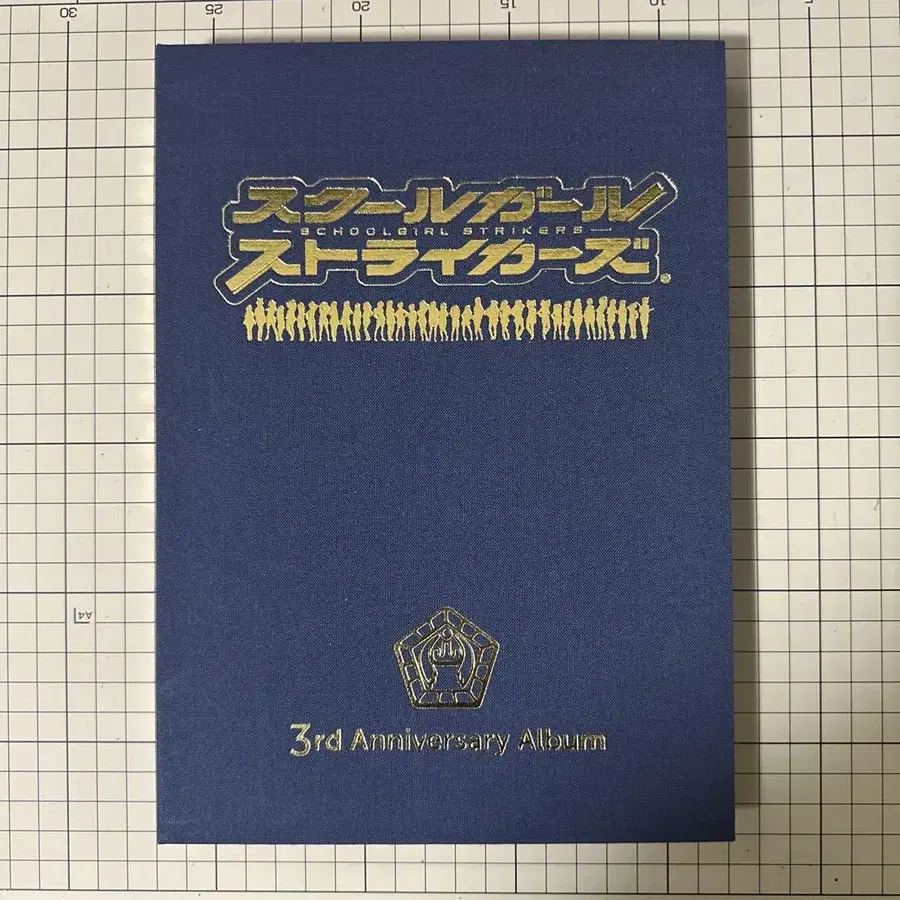 30 25 20 15 10 5
スクールガール
SCHOOLGIRL STRIKERS
ストライカーズ®
A4
3rd Anniversary Album